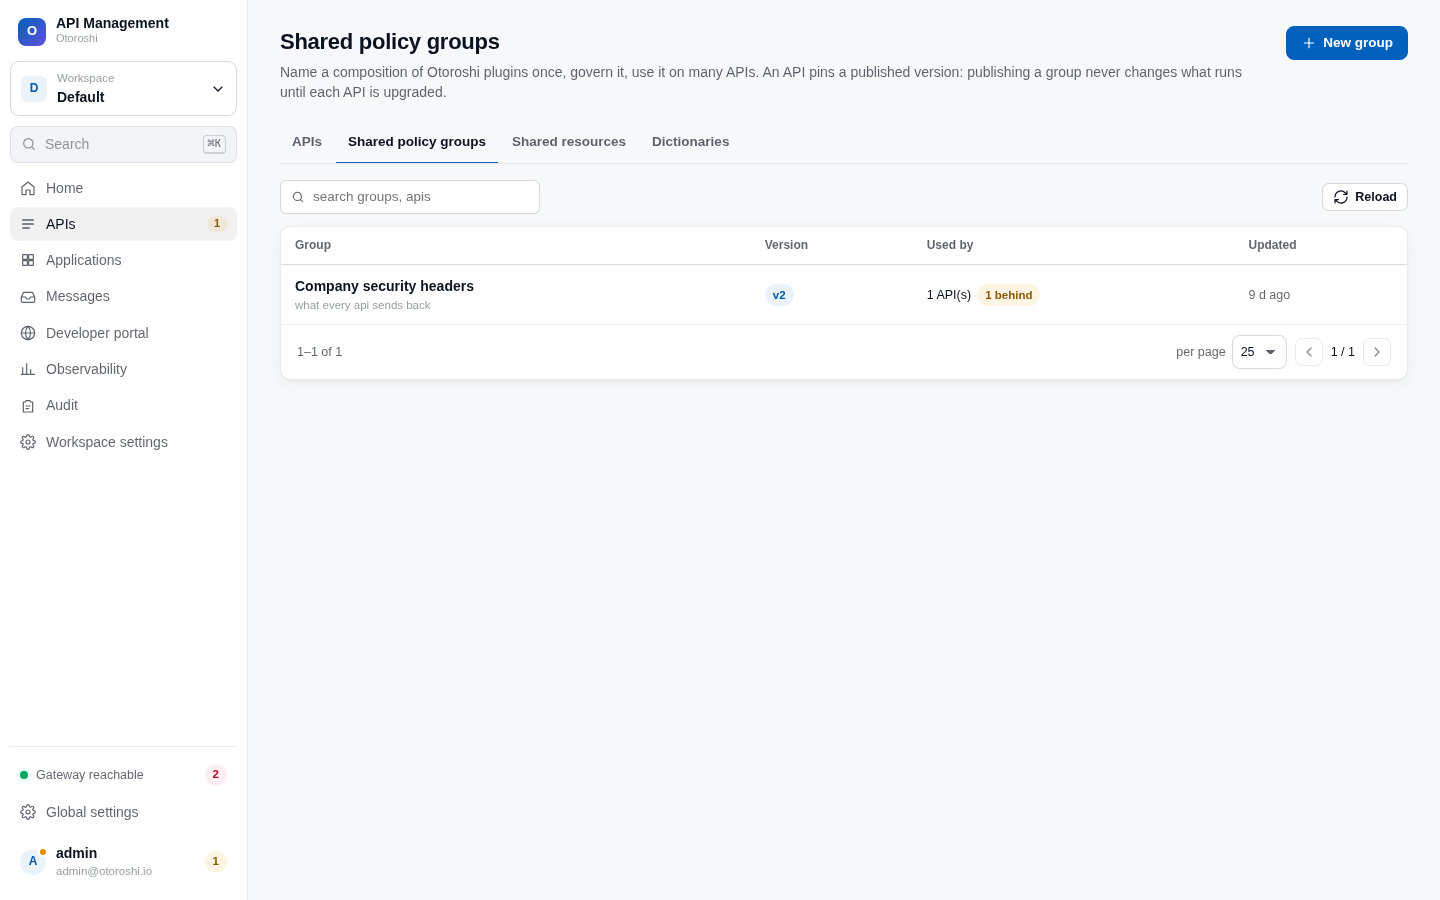 O
API Management
Otoroshi
D
Workspace
Default
Search
⌘K
Home
APIs
1
Applications
Messages
Developer portal
Observability
Audit
Workspace settings
Gateway reachable
2
Global settings
A
admin
admin@otoroshi.io
1
Shared policy groups
New group
Name a composition of Otoroshi plugins once, govern it, use it on many APIs. An API pins a published version: publishing a group never changes what runs
until each API is upgraded.
APIs
Shared policy groups
Shared resources
Dictionaries
search groups, apis
Reload
Group
Version
Used by
Updated
Company security headers
what every api sends back
v2
1 API(s)
1 behind
9 d ago
1–1 of 1
per page
25
1 / 1